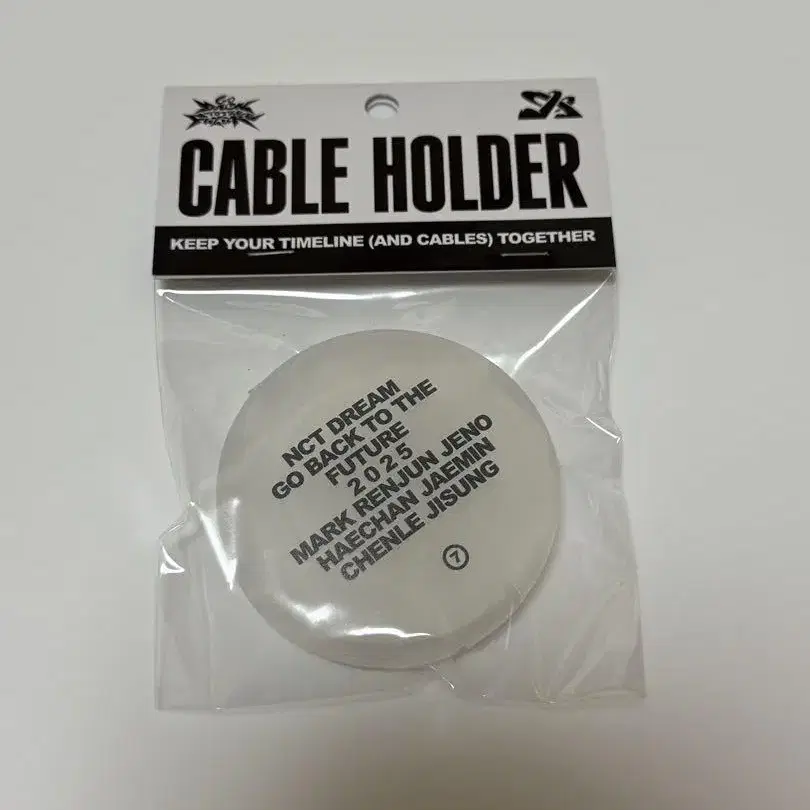 CABLE HOLDER
KEEP YOUR TIMELINE (AND CABLES) TOGETHER
NCT DREAM
GO BACK TO THE
FUTURE
2025
MARK RENJUN JENO
HAECHAN JAEMIN
CHENLE JISUNG
7